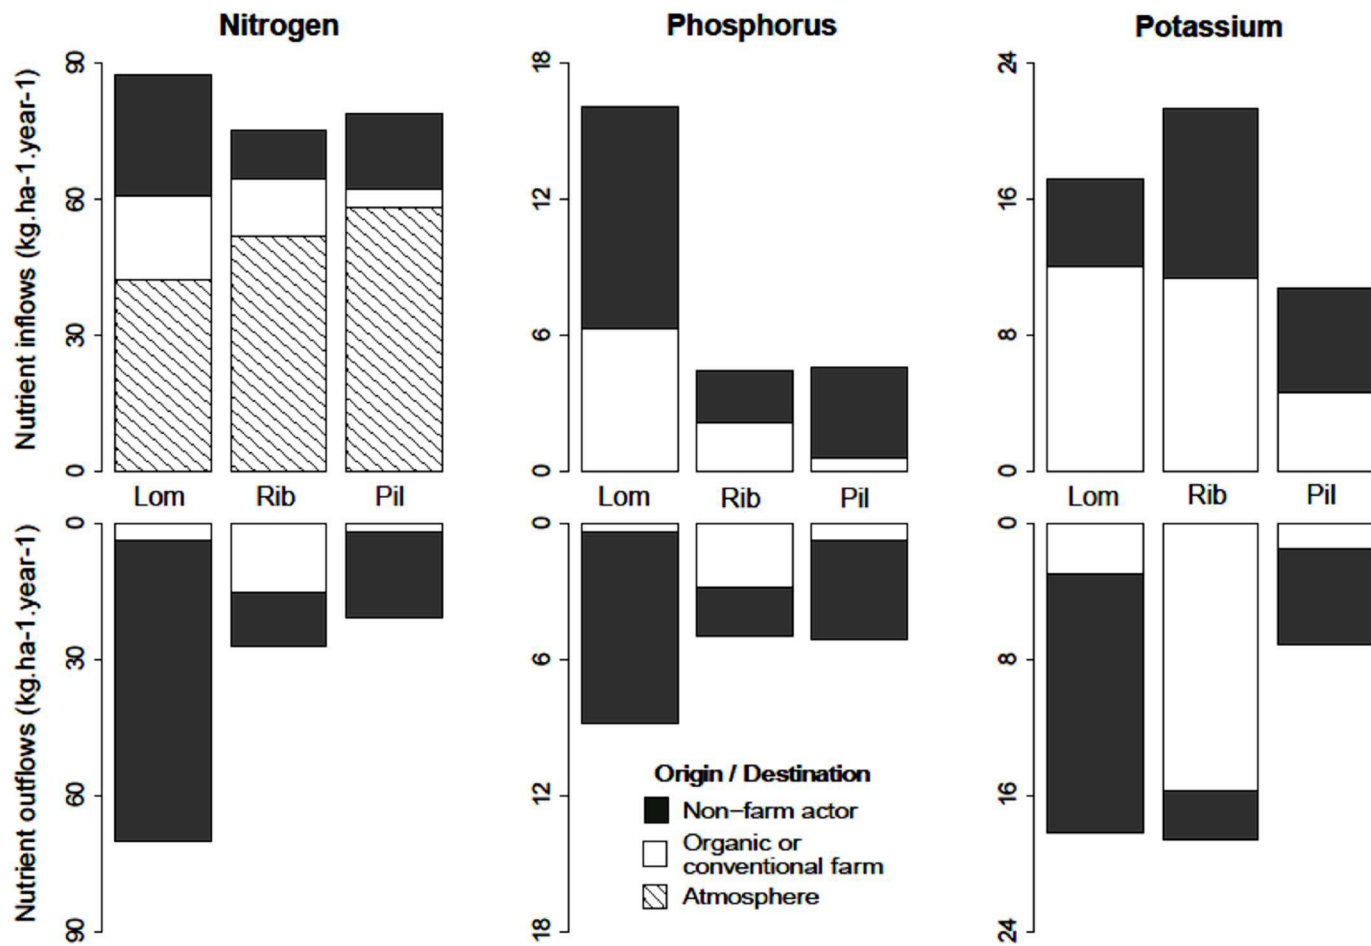 Nitrogen
Phosphorus
Potassium
Nutrient inflows (kg.ha-1.year-1)
90
60
30
0
18
12
6
0
24
16
8
0
Lom
Rib
Pil
Lom
Rib
Pil
Lom
Rib
Pil
Nutrient outflows (kg.ha-1.year-1)
0
30
60
90
0
6
12
18
0
8
16
24
Origin / Destination
Non-farm actor
Organic or
conventional farm
Atmosphere